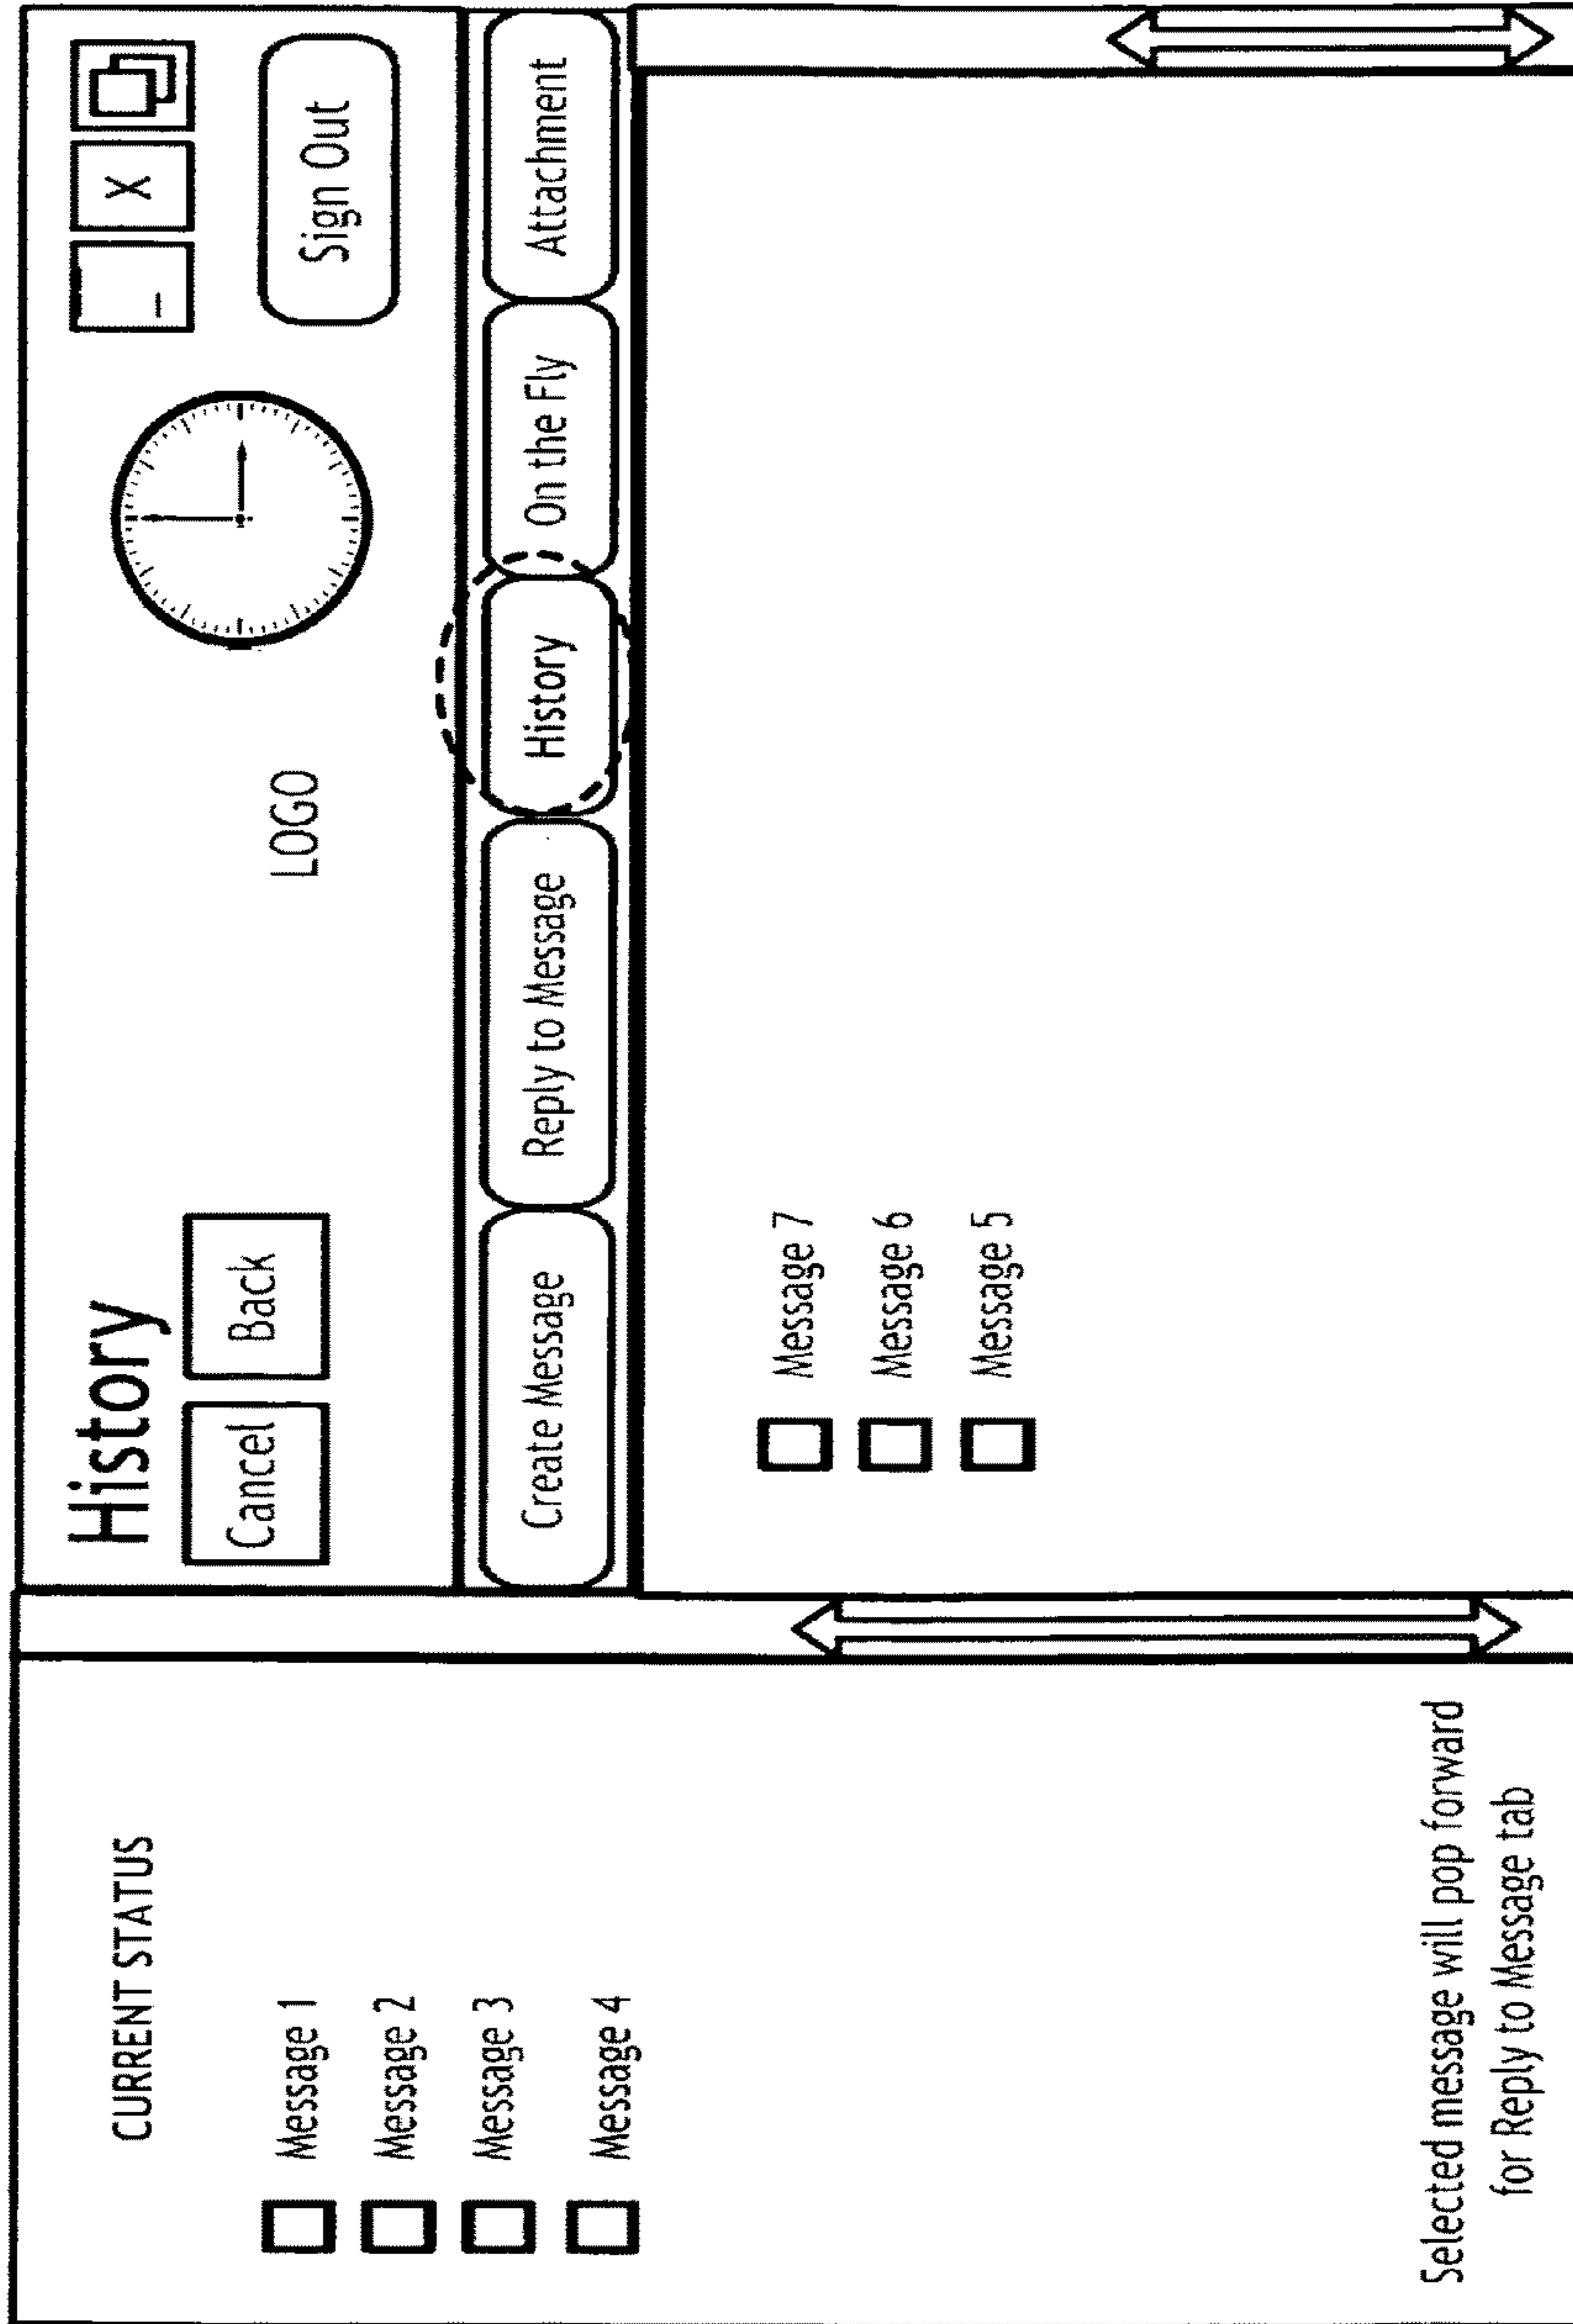 CURRENT STATUS
Message 1
Message 2
Message 3
Message 4
Selected message will pop forward
for Reply to Message tab
History
Cancel
Back
LOGO
_
X
Sign Out
Create Message
Reply to Message
History
On the Fly
Attachment
Message 7
Message 6
Message 5